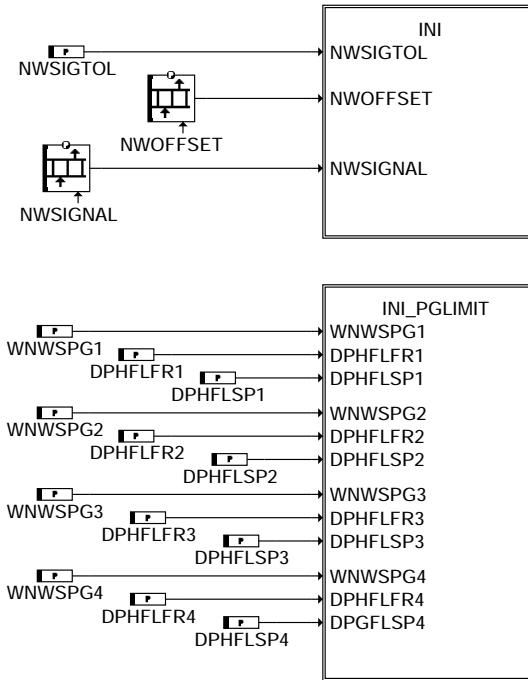 INI
P
NWSIGTOL
NWSIGTOL
P
NWOFFSET
NWOFFSET
P
NWSIGNAL
NWSIGNAL
INI_PGLIMIT
P
WNWSPG1
WNWSPG1
P
DPHFLFR1
DPHFLFR1
P
DPHFLSP1
DPHFLSP1
P
WNWSPG2
WNWSPG2
P
DPHFLFR2
DPHFLFR2
P
DPHFLSP2
DPHFLSP2
P
WNWSPG3
WNWSPG3
P
DPHFLFR3
DPHFLFR3
P
DPHFLSP3
DPHFLSP3
P
WNWSPG4
WNWSPG4
P
DPHFLFR4
DPHFLFR4
P
DPGFLSP4
DPHFLSP4